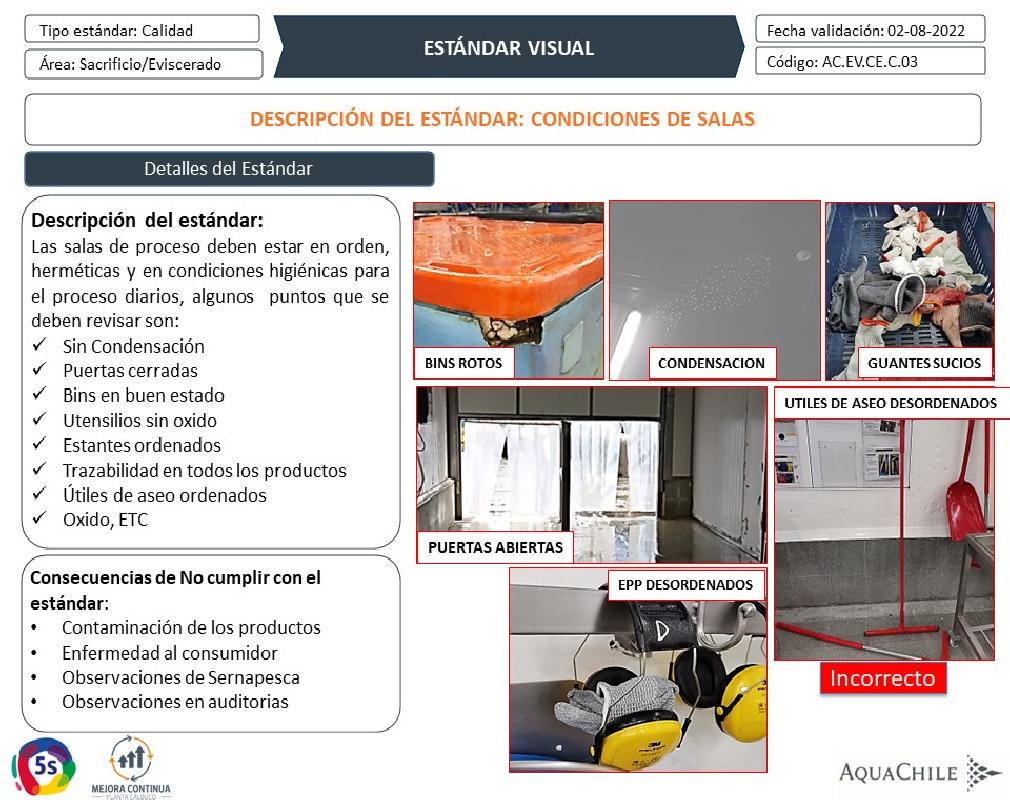 Tipo estándar: Calidad
Área: Sacrificio/Eviscerado
ESTÁNDAR VISUAL
Fecha validación: 02-08-2022
Código: AC.EV.CE.C.03
DESCRIPCIÓN DEL ESTÁNDAR: CONDICIONES DE SALAS
Detalles del Estándar
Descripción del estándar:
Las salas de proceso deben estar en orden,
herméticas y en condiciones higiénicas para
el proceso diarios, algunos puntos que se
deben revisar son:
✓ Sin Condensación
✓ Puertas cerradas
✓ Bins en buen estado
✓ Utensilios sin oxido
✓ Estantes ordenados
✓ Trazabilidad en todos los productos
✓ Útiles de aseo ordenados
✓ Oxido, ETC
Consecuencias de No cumplir con el
estándar:
• Contaminación de los productos
• Enfermedad al consumidor
• Observaciones de Sernapesca
• Observaciones en auditorias
BINS ROTOS
CONDENSACION
GUANTES SUCIOS
PUERTAS ABIERTAS
UTILES DE ASEO DESORDENADOS
EPP DESORDENADOS
3M
Incorrecto
5s
MEJORA CONTINUA
PLANTA CALBUCO
AQUACHILE